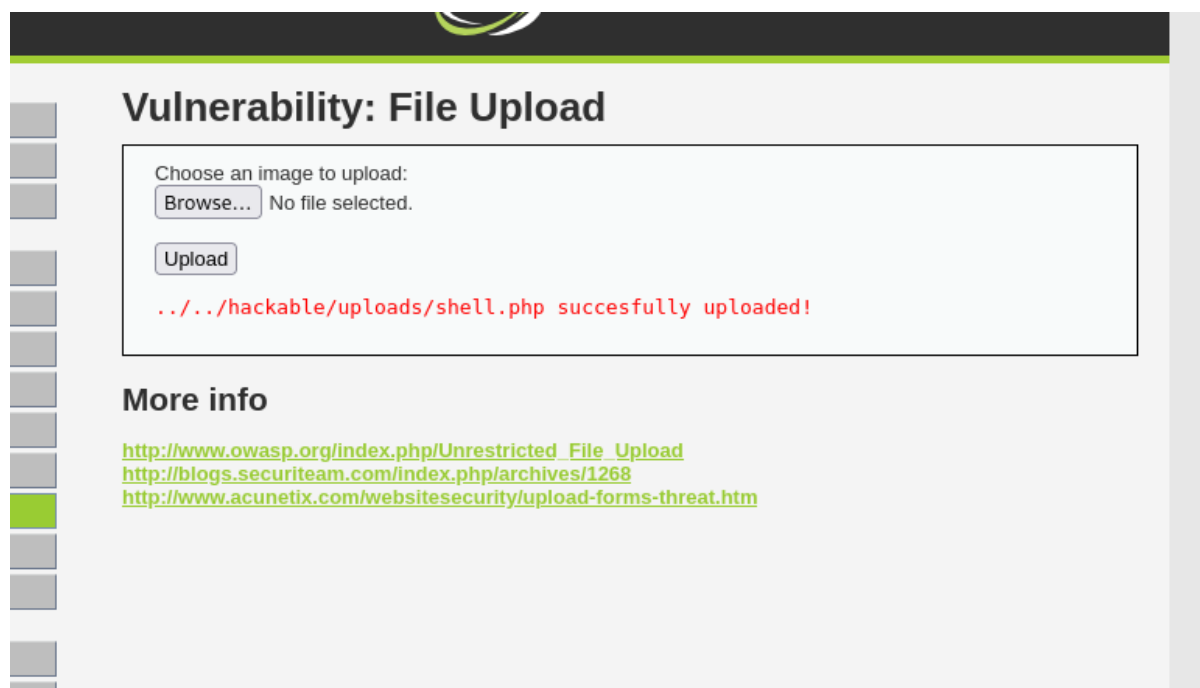 Vulnerability: File Upload
Choose an image to upload:
Browse... No file selected.
Upload
../../hackable/uploads/shell.php succesfully uploaded!
More info
http://www.owasp.org/index.php/Unrestricted_File_Upload
http://blogs.securiteam.com/index.php/archives/1268
http://www.acunetix.com/websitesecurity/upload-forms-threat.htm